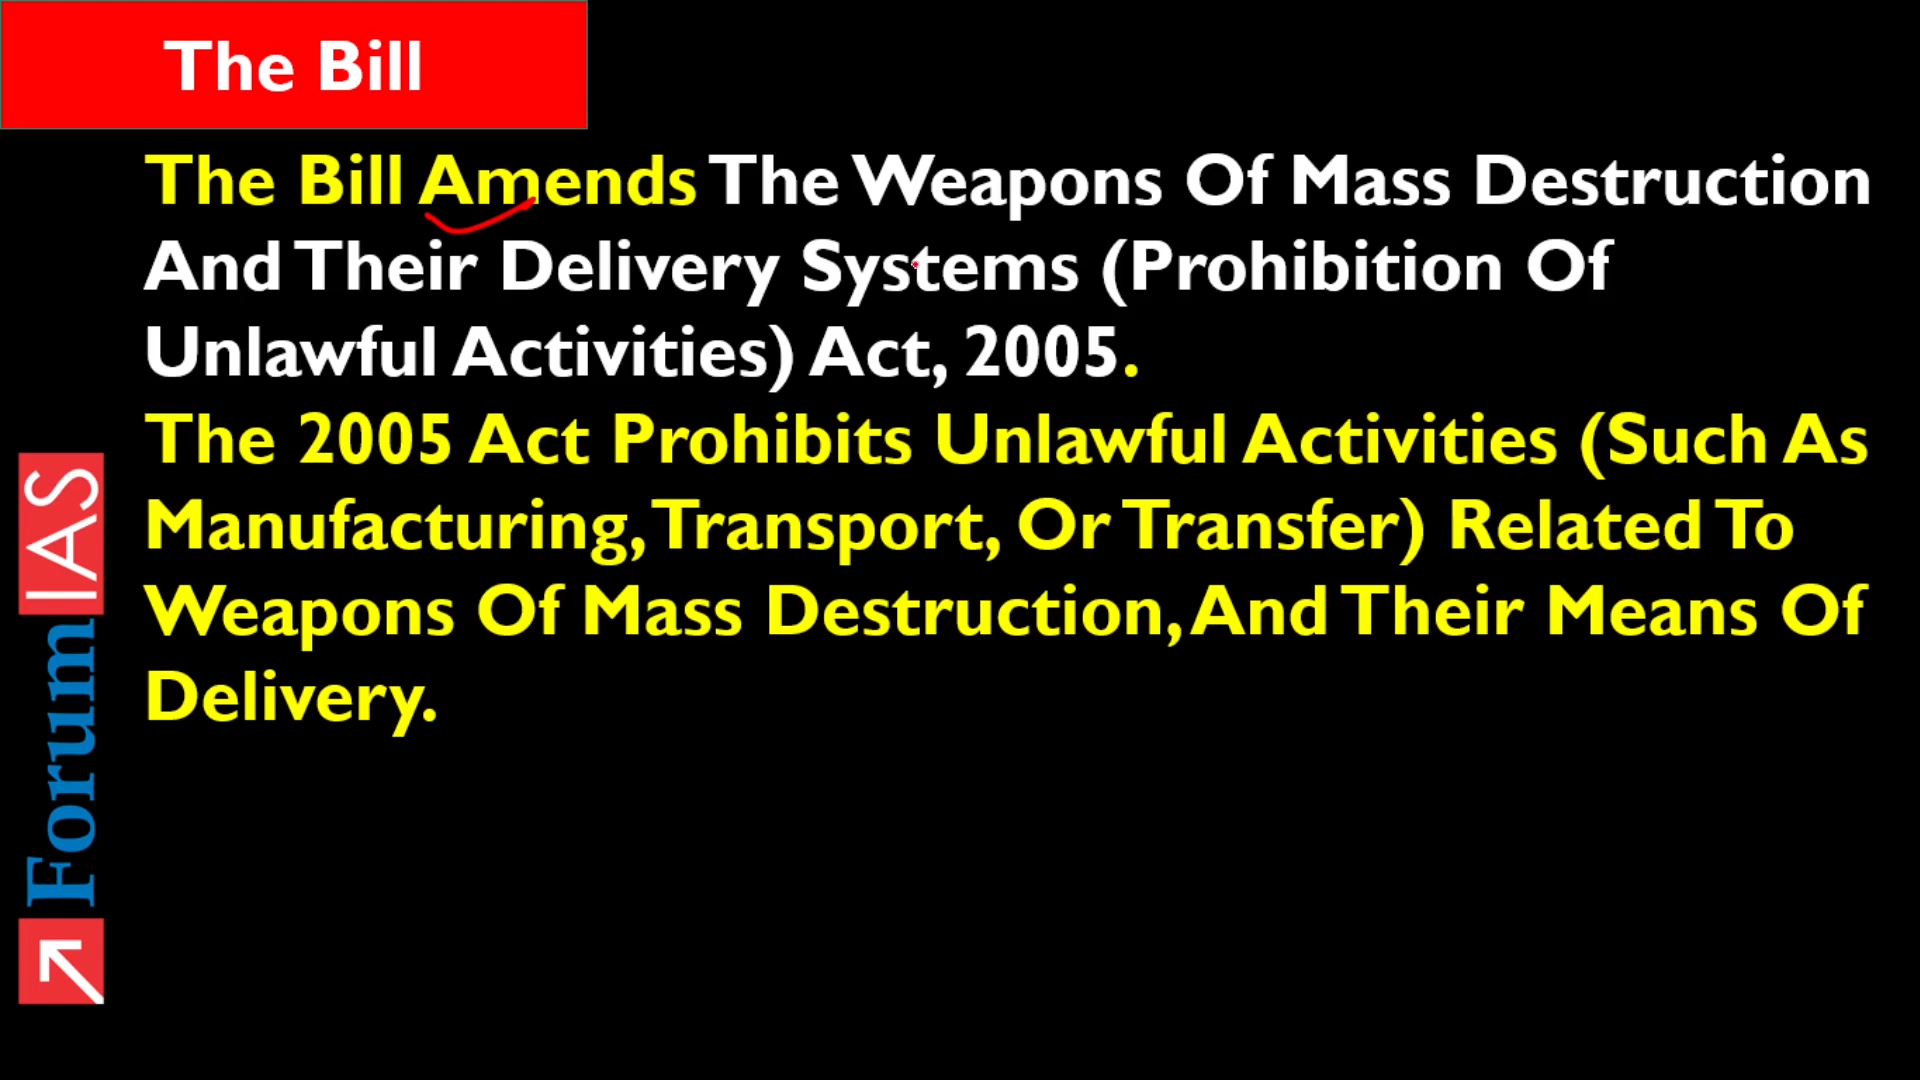 The Bill
The Bill Amends The Weapons Of Mass Destruction
And Their Delivery Systems (Prohibition Of
Unlawful Activities) Act, 2005.
The 2005 Act Prohibits Unlawful Activities (Such As
Manufacturing, Transport, Or Transfer) Related To
Weapons Of Mass Destruction, And Their Means Of
Delivery.
Forum IAS